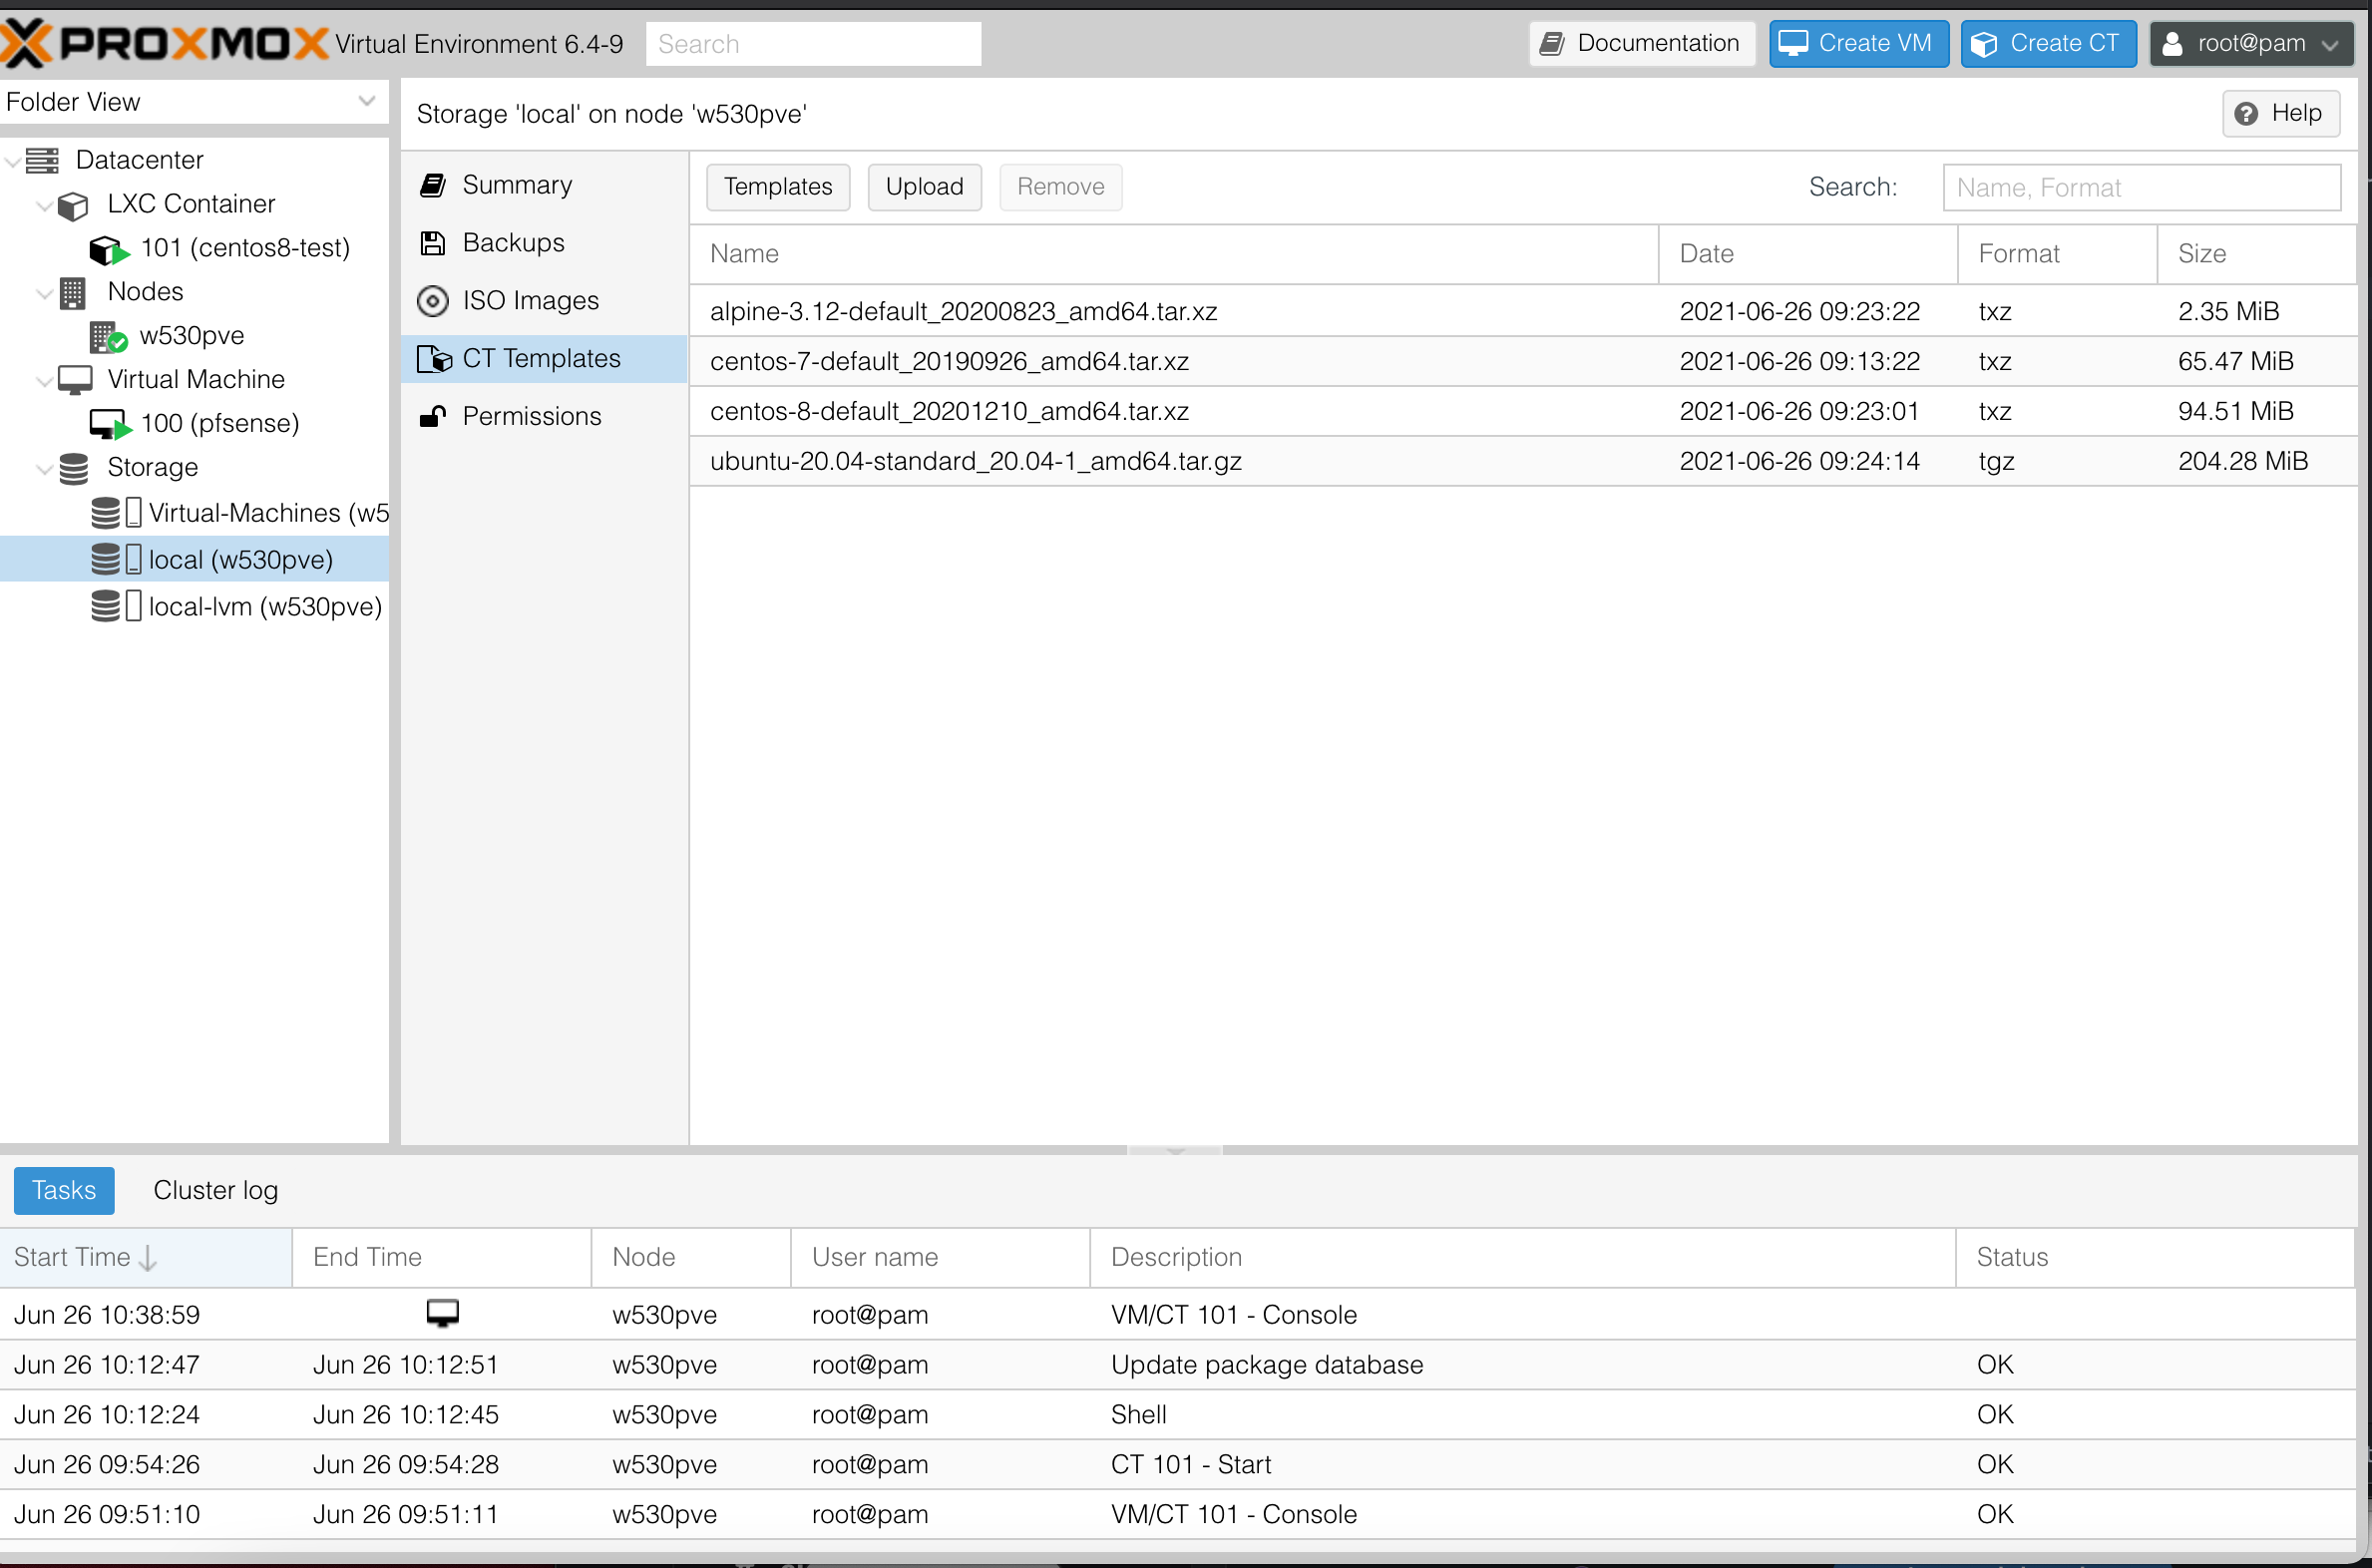 PROXMOX Virtual Environment 6.4-9 Search Documentation Create VM Create CT root@pam
Folder View
Storage 'local' on node 'w530pve' Help
Datacenter
LXC Container
101 (centos8-test)
Nodes
w530pve
Virtual Machine
100 (pfsense)
Storage
Virtual-Machines (w5
local (w530pve)
local-lvm (w530pve)
Summary
Backups
ISO Images
CT Templates
Permissions
Templates Upload Remove Search: Name, Format
Name Date Format Size
alpine-3.12-default_20200823_amd64.tar.xz 2021-06-26 09:23:22 txz 2.35 MiB
centos-7-default_20190926_amd64.tar.xz 2021-06-26 09:13:22 txz 65.47 MiB
centos-8-default_20201210_amd64.tar.xz 2021-06-26 09:23:01 txz 94.51 MiB
ubuntu-20.04-standard_20.04-1_amd64.tar.gz 2021-06-26 09:24:14 tgz 204.28 MiB
Tasks Cluster log
Start Time End Time Node User name Description Status
Jun 26 10:38:59 w530pve root@pam VM/CT 101 - Console
Jun 26 10:12:47 Jun 26 10:12:51 w530pve root@pam Update package database OK
Jun 26 10:12:24 Jun 26 10:12:45 w530pve root@pam Shell OK
Jun 26 09:54:26 Jun 26 09:54:28 w530pve root@pam CT 101 - Start OK
Jun 26 09:51:10 Jun 26 09:51:11 w530pve root@pam VM/CT 101 - Console OK